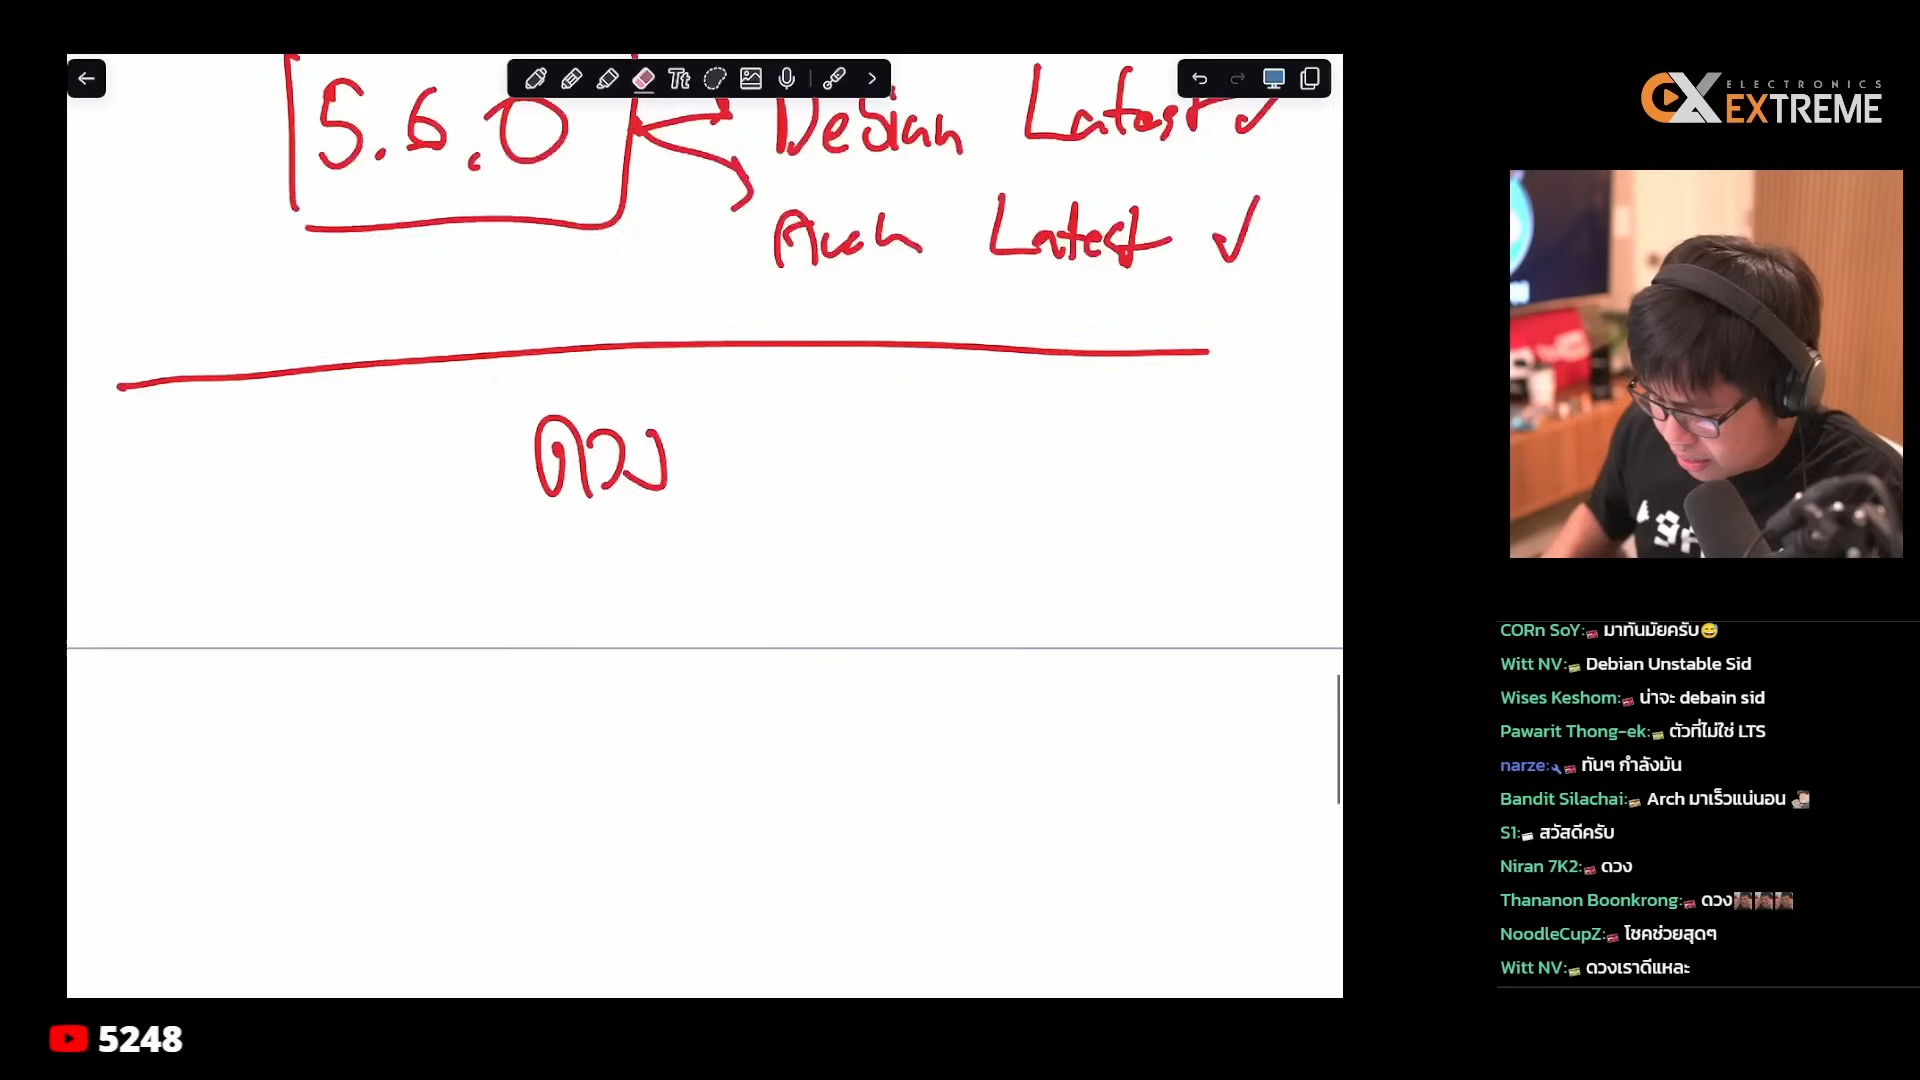 5.6.0
Debian Latest ✓
Arch Latest ✓
ดวง
Tt
ELECTRONICS
EXTREME
CORn SoY: มาทันมัยครับ😅
Witt NV: Debian Unstable Sid
Wises Keshom: น่าจะ debain sid
Pawarit Thong-ek: ตัวที่ไม่ใช่ LTS
narze: ทันๆ กำลังมัน
Bandit Silachai: Arch มาเร็วแน่นอน
S1: สวัสดีครับ
Niran 7K2: ดวง
Thananon Boonkrong: ดวง
NoodleCupZ: โชคช่วยสุดๆ
Witt NV: ดวงเราดีแหละ
5248